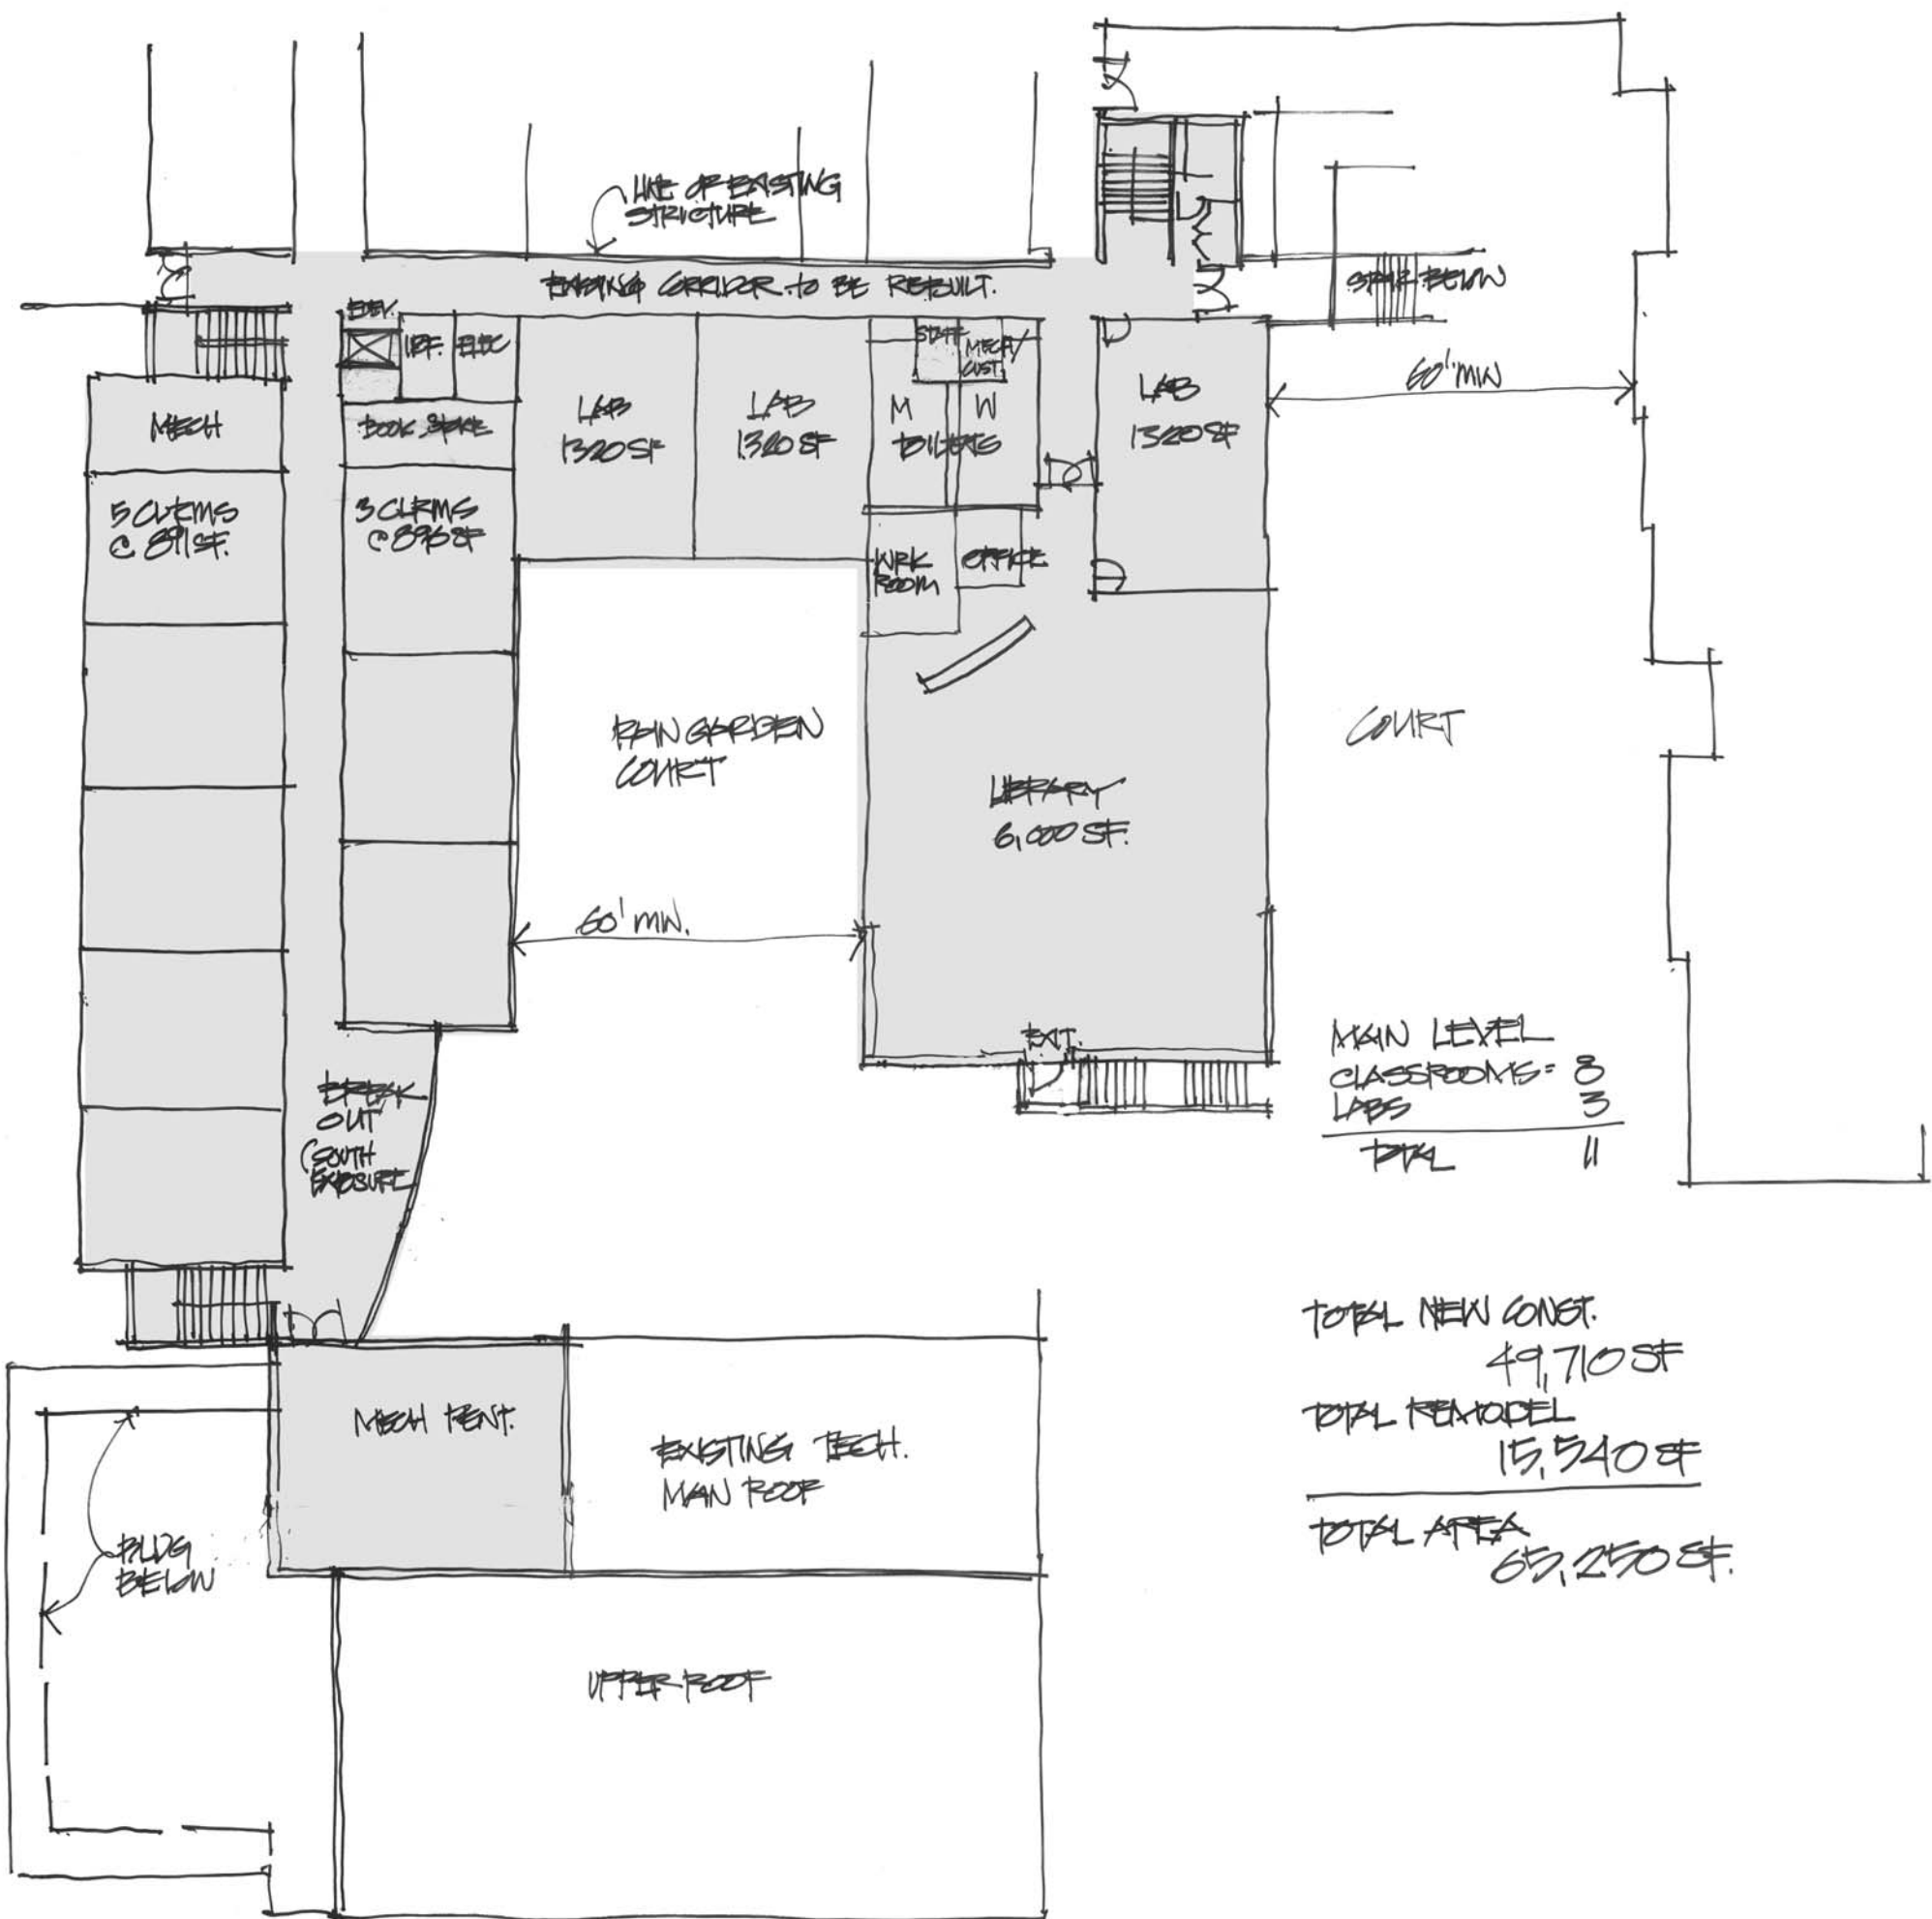 LINE OF EXISTING
STRUCTURE
EXISTING CORRIDOR TO BE REBUILT.
STAIR BELOW
ELEV.
ELEC
STAFF
MECH/
CUST.
60' MIN
MECH
BOOK STORE
LAB
1320 SF
LAB
1320 SF
M
W
TOILETS
LAB
1320 SF
5 CLRMS
@ 891 SF.
3 CLRMS
@ 896 SF
WRK
ROOM
OFFICE
RAIN GARDEN
COURT
COURT
LIBRARY
6,000 SF.
60' MIN.
EXIT.
MAIN LEVEL
CLASSROOMS = 8
LABS 3
TOTAL 11
BREAK
OUT
(SOUTH
EXPOSURE
TOTAL NEW CONST.
49,710 SF
TOTAL REMODEL
15,540 SF
TOTAL AREA
65,250 SF.
MECH PENT.
EXISTING TECH.
MAN ROOF
BLDG
BELOW
UPPER ROOF